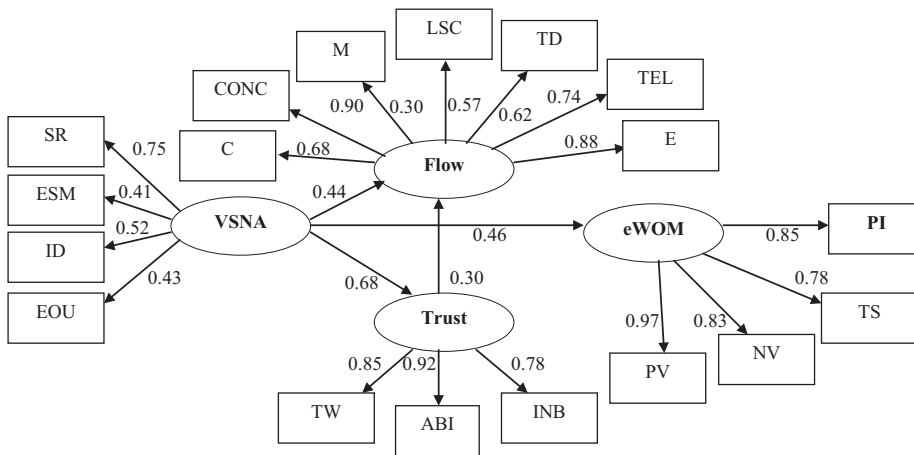 LSC
M
TD
CONC
TEL
0.90
0.30
0.57
0.62
0.74
SR
C
0.68
Flow
0.88
E
0.75
ESM
0.41
0.44
VSNA
eWOM
0.85
PI
ID
0.52
0.46
EOU
0.43
0.68
0.30
0.78
TS
Trust
0.97
0.83
NV
PV
0.85
0.92
0.78
TW
ABI
INB